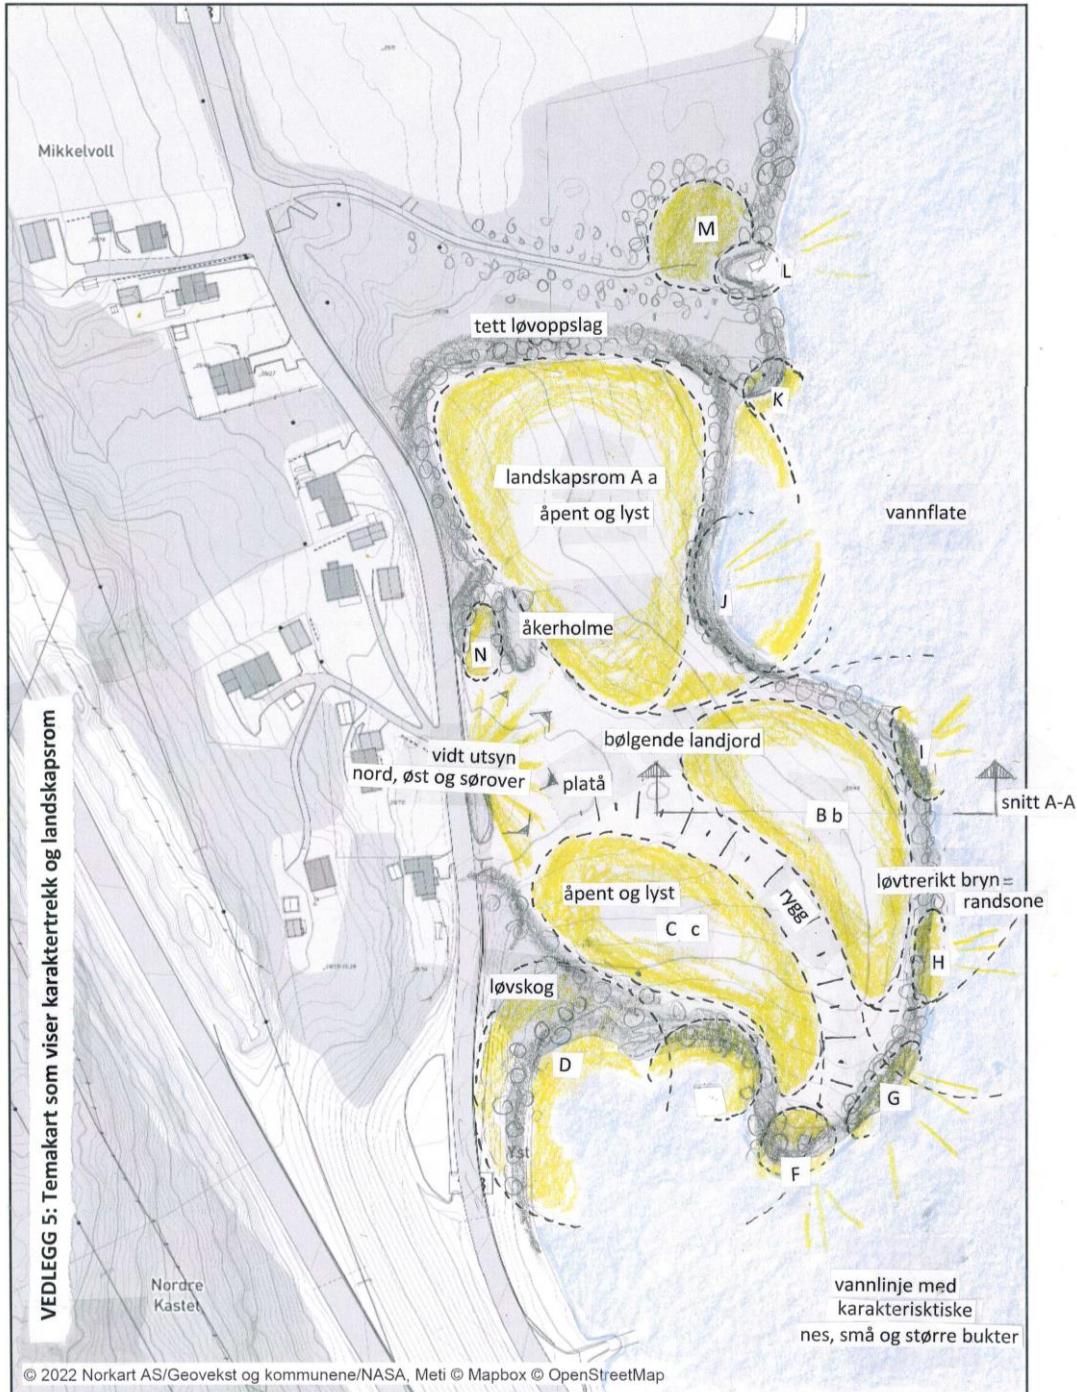 Mikkelvoll
M
L
tett løvoppslag
K
landskapsrom A a
åpent og lyst
vannflate
J
åkerholme
N
bølgende landjord
I
vidt utsyn
nord, øst og sørover
platå
snitt A-A
B b
løvtrerikt bryn =
randsone
åpent og lyst
rygg
C c
H
løvskog
D
G
Yst
F
VEDLEGG 5: Temakart som viser karaktertrekk og landskapsrom
Nordre
Kastet
vannlinje med
karakterisktiske
nes, små og større bukter
© 2022 Norkart AS/Geovekst og kommunene/NASA, Meti © Mapbox © OpenStreetMap